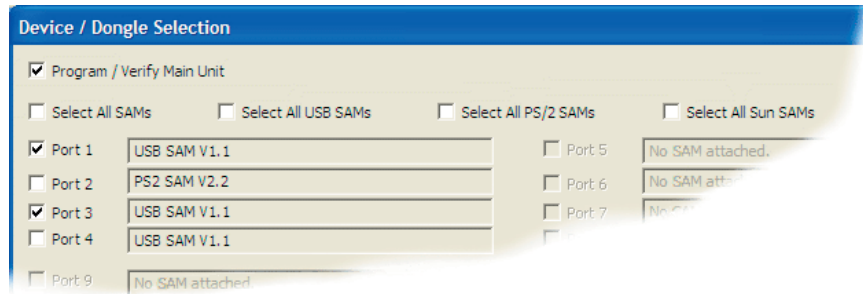 Device / Dongle Selection
Program / Verify Main Unit
Select All SAMs Select All USB SAMs Select All PS/2 SAMs Select All Sun SAMs
Port 1 USB SAM V1.1 Port 5 No SAM attached.
Port 2 PS2 SAM V2.2 Port 6 No SAM
Port 3 USB SAM V1.1 Port 7 No
Port 4 USB SAM V1.1
Port 9 No SAM attached.